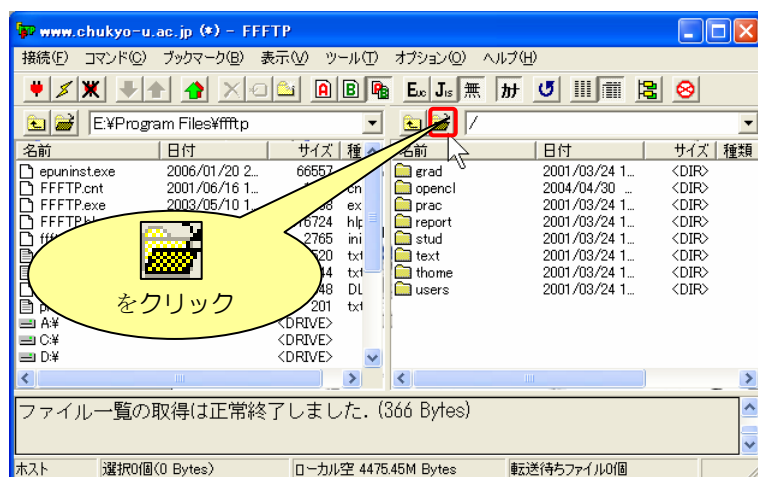 www.chukyo-u.ac.jp (*) - FFFTP
接続(F) コマンド(C) ブックマーク(B) 表示(V) ツール(T) オプション(O) ヘルプ(H)
A B Euc Jis 無 カナ
E:¥Program Files¥ffftp
/
名前 日付 サイズ 種
epuninst.exe 2006/01/20 2... 66557
FFFTP.cnt 2001/06/16 1... cn
FFFTP.exe 2003/05/10 1... ex
16724 hlp
2765 ini
txt
txt
DL
201 txt
A:¥ <DRIVE>
C:¥ <DRIVE>
D:¥ <DRIVE>
をクリック
名前 日付 サイズ 種類
grad 2001/03/24 1... <DIR>
opencl 2004/04/30 ... <DIR>
prac 2001/03/24 1... <DIR>
report 2001/03/24 1... <DIR>
stud 2001/03/24 1... <DIR>
text 2001/03/24 1... <DIR>
thome 2001/03/24 1... <DIR>
users 2001/03/24 1... <DIR>
ファイル一覧の取得は正常終了しました. (366 Bytes)
ホスト 選択0個(0 Bytes) ローカル空 4475.45M Bytes 転送待ちファイル0個